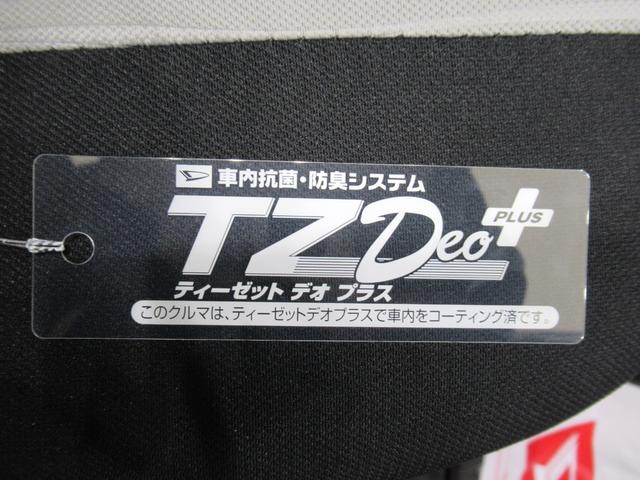 車内抗菌・防臭システム
TZ Deo PLUS
ティーゼット デオ プラス
このクルマは、ティーゼットデオプラスで車内をコーティング済です。